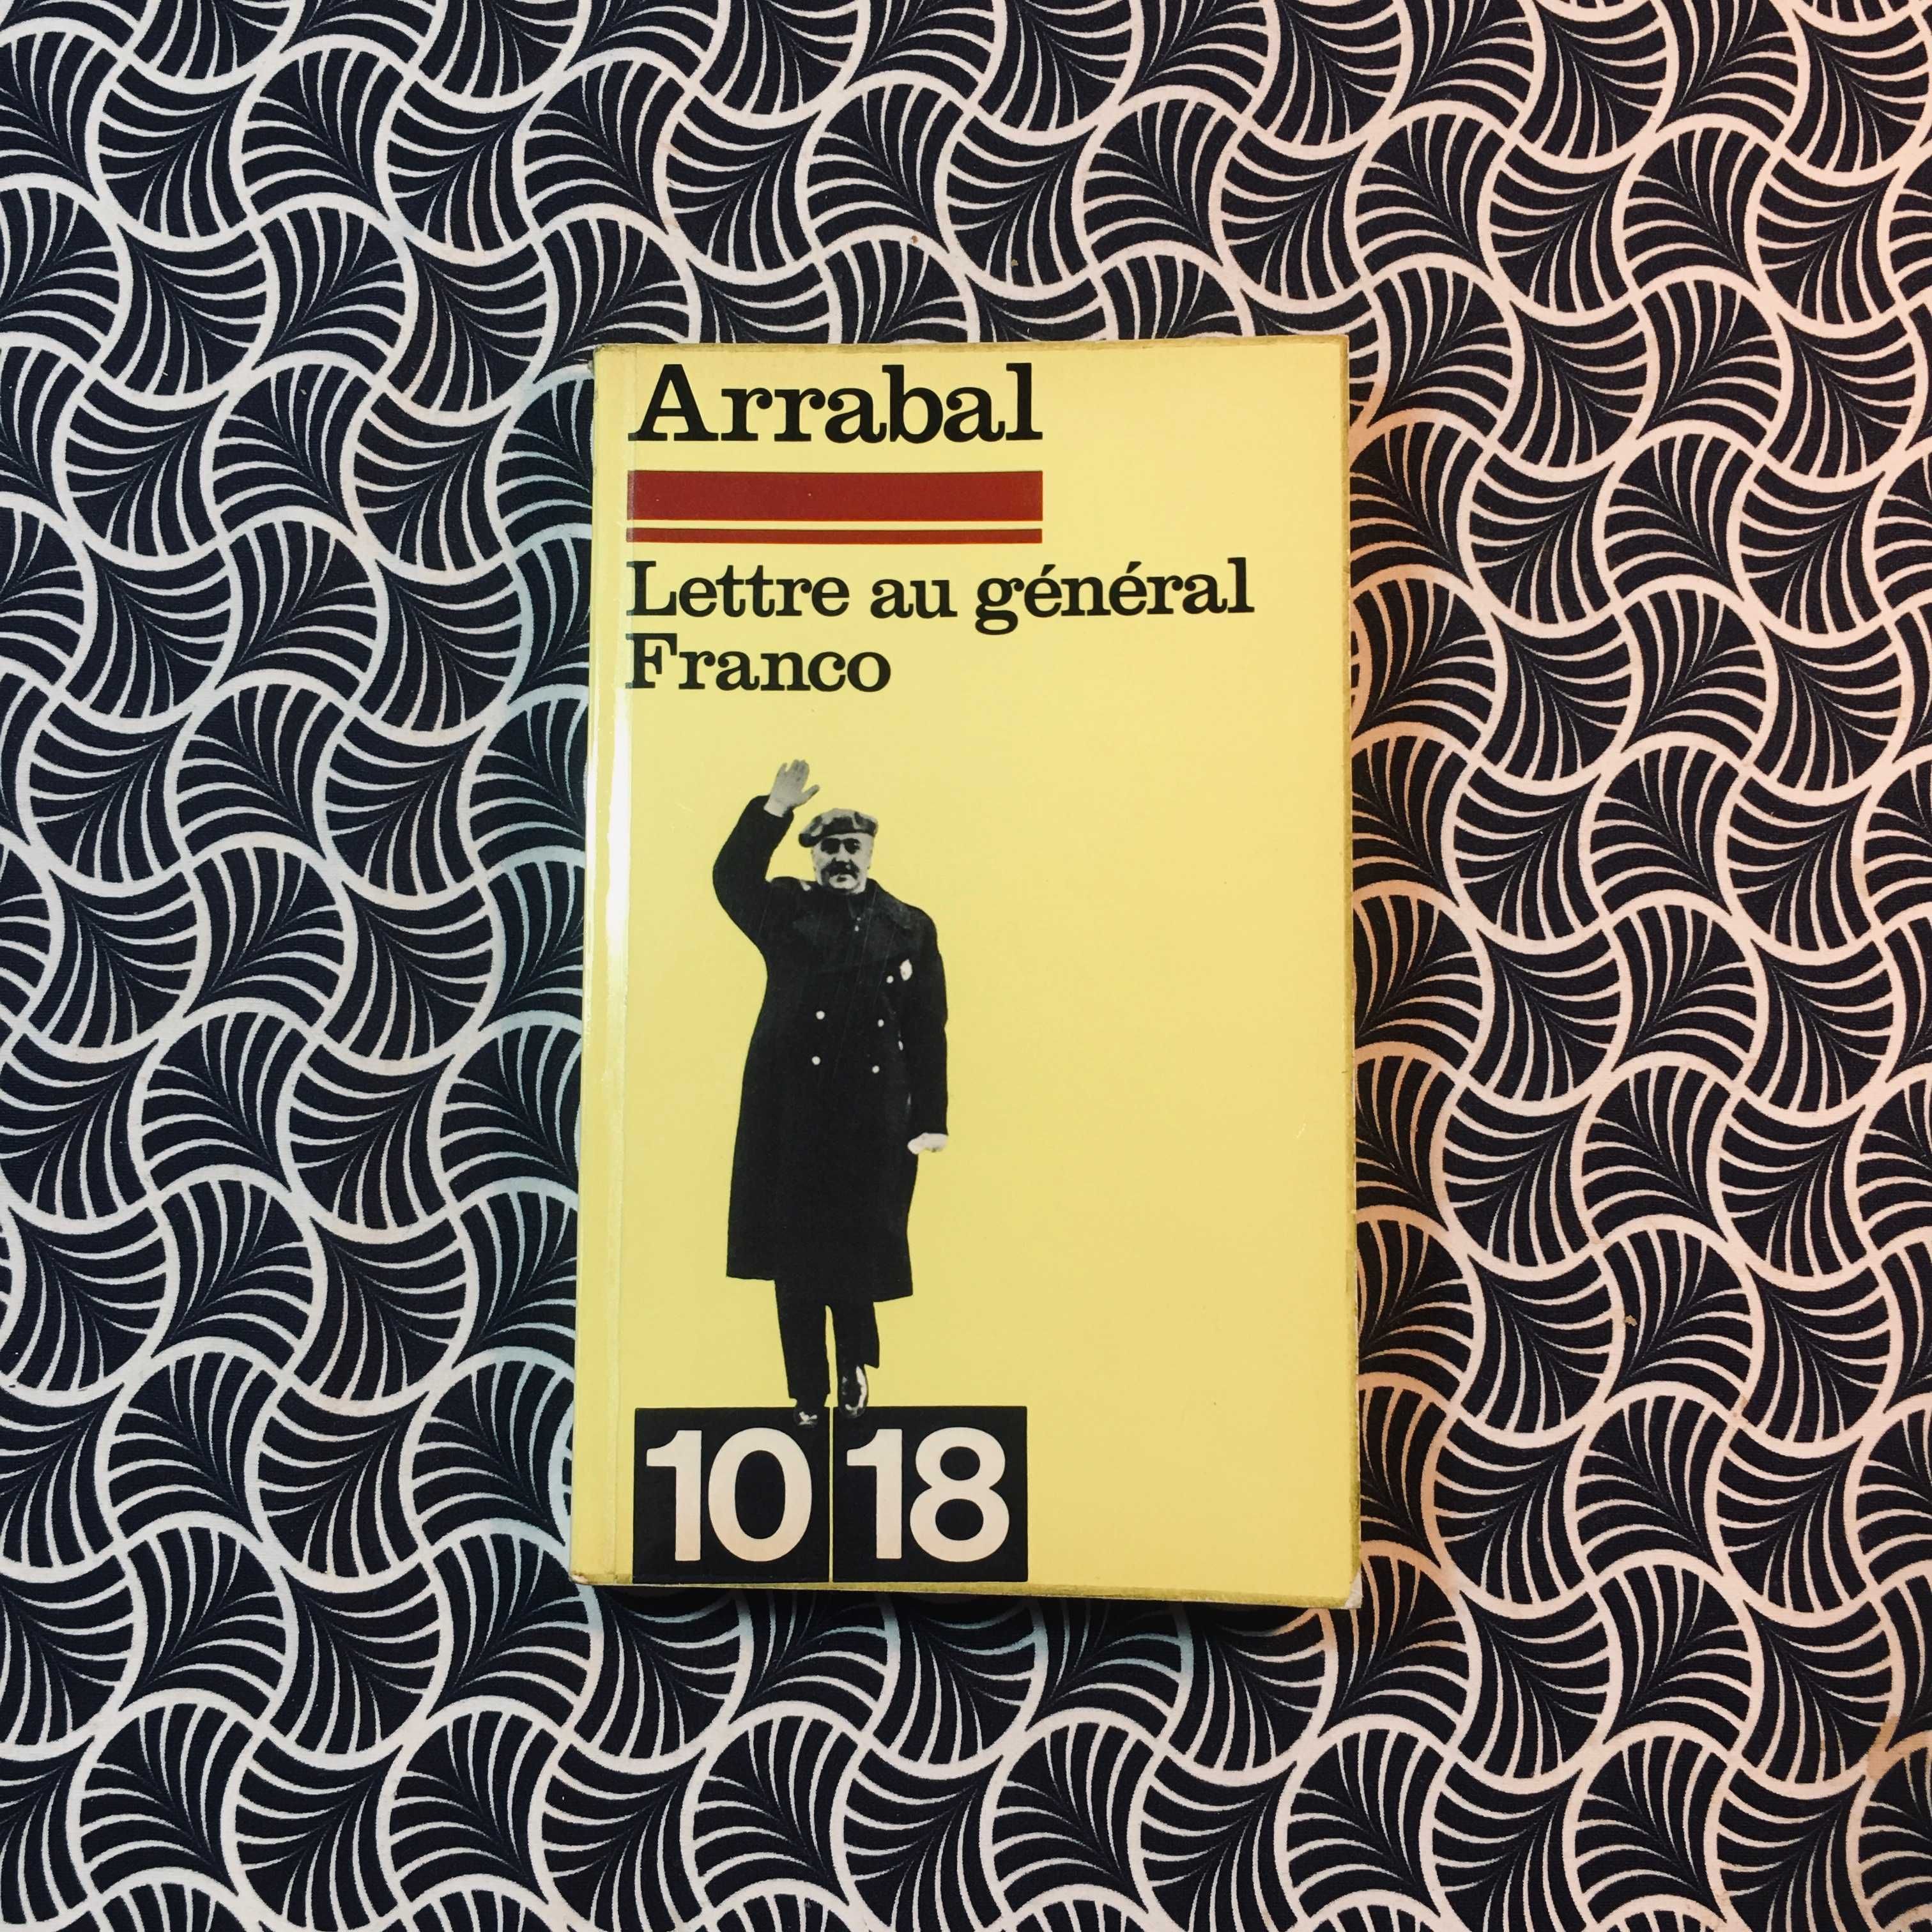 Arrabal
Lettre au général
Franco
10 18